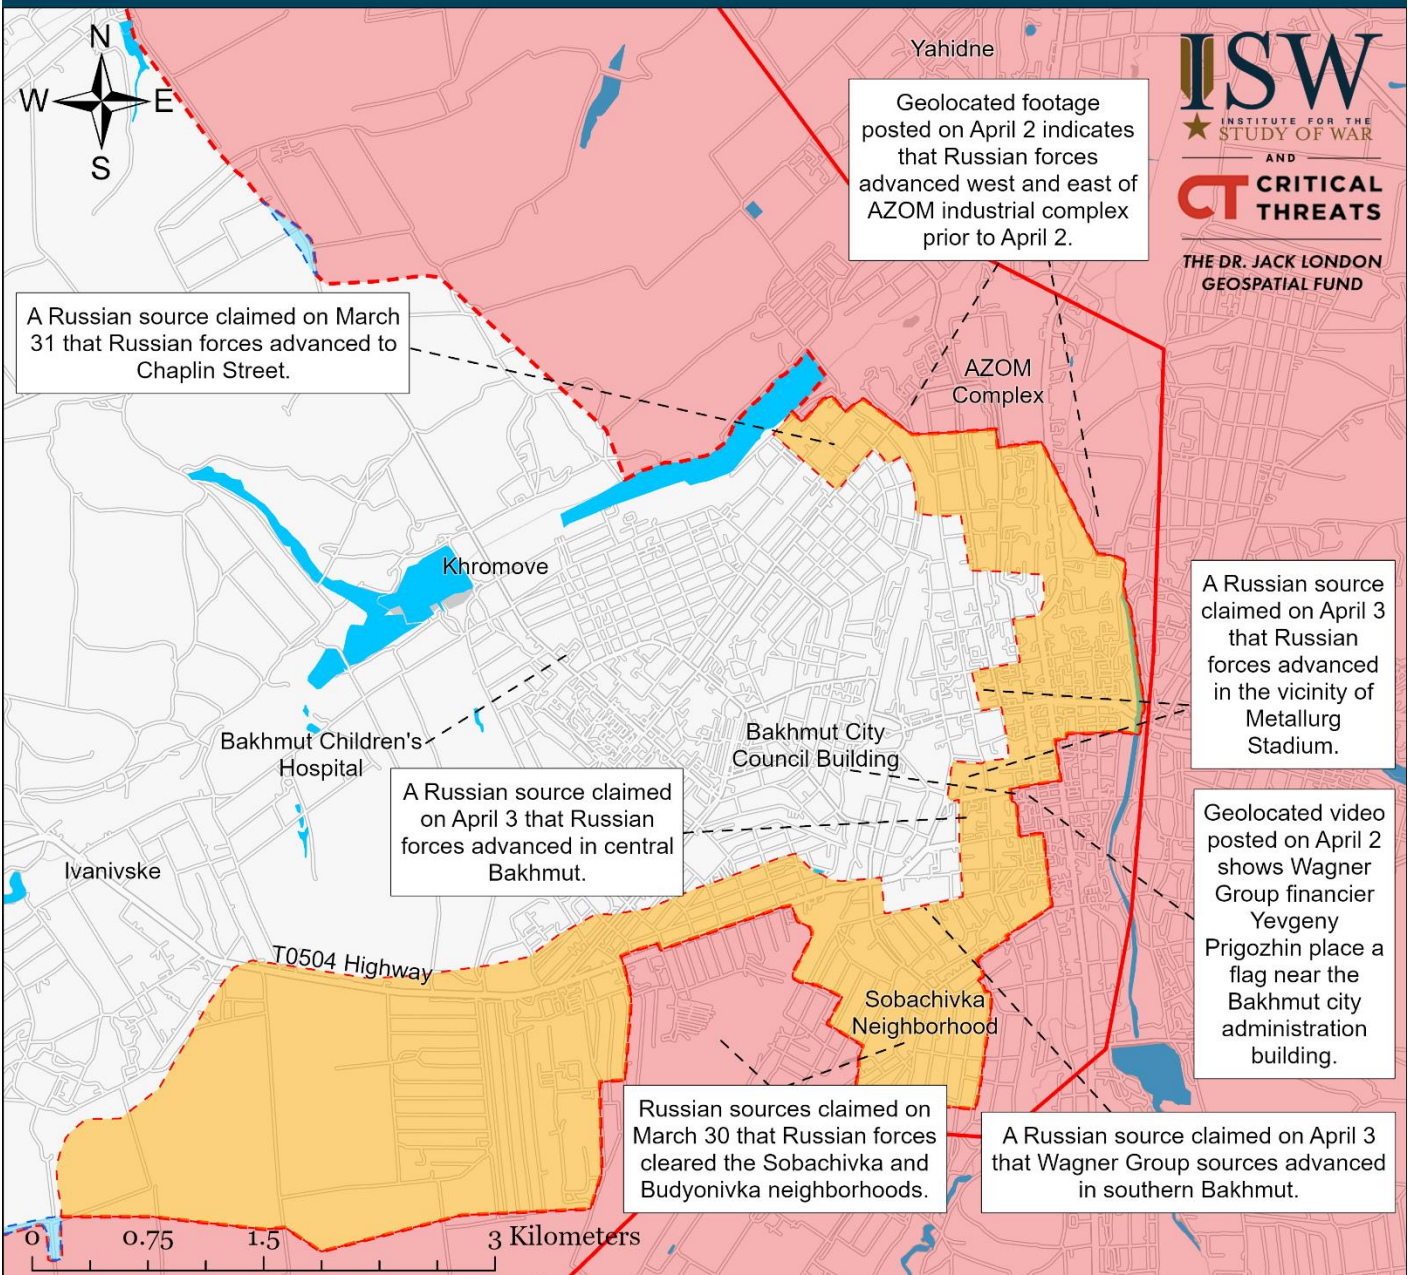 N
W E
S
Yahidne
ISW
INSTITUTE FOR THE
STUDY OF WAR
AND
CT CRITICAL
THREATS
THE DR. JACK LONDON
GEOSPATIAL FUND
Geolocated footage
posted on April 2 indicates
that Russian forces
advanced west and east of
AZOM industrial complex
prior to April 2.
A Russian source claimed on March
31 that Russian forces advanced to
Chaplin Street.
AZOM
Complex
Khromove
A Russian source
claimed on April 3
that Russian
forces advanced
in the vicinity of
Metallurg
Stadium.
Bakhmut Children's
Hospital
Bakhmut City
Council Building
A Russian source claimed
on April 3 that Russian
forces advanced in central
Bakhmut.
Geolocated video
posted on April 2
shows Wagner
Group financier
Yevgeny
Prigozhin place a
flag near the
Bakhmut city
administration
building.
Ivanivske
T0504 Highway
Sobachivka
Neighborhood
Russian sources claimed on
March 30 that Russian forces
cleared the Sobachivka and
Budyonivka neighborhoods.
A Russian source claimed on April 3
that Wagner Group sources advanced
in southern Bakhmut.
0 0.75 1.5 3 Kilometers